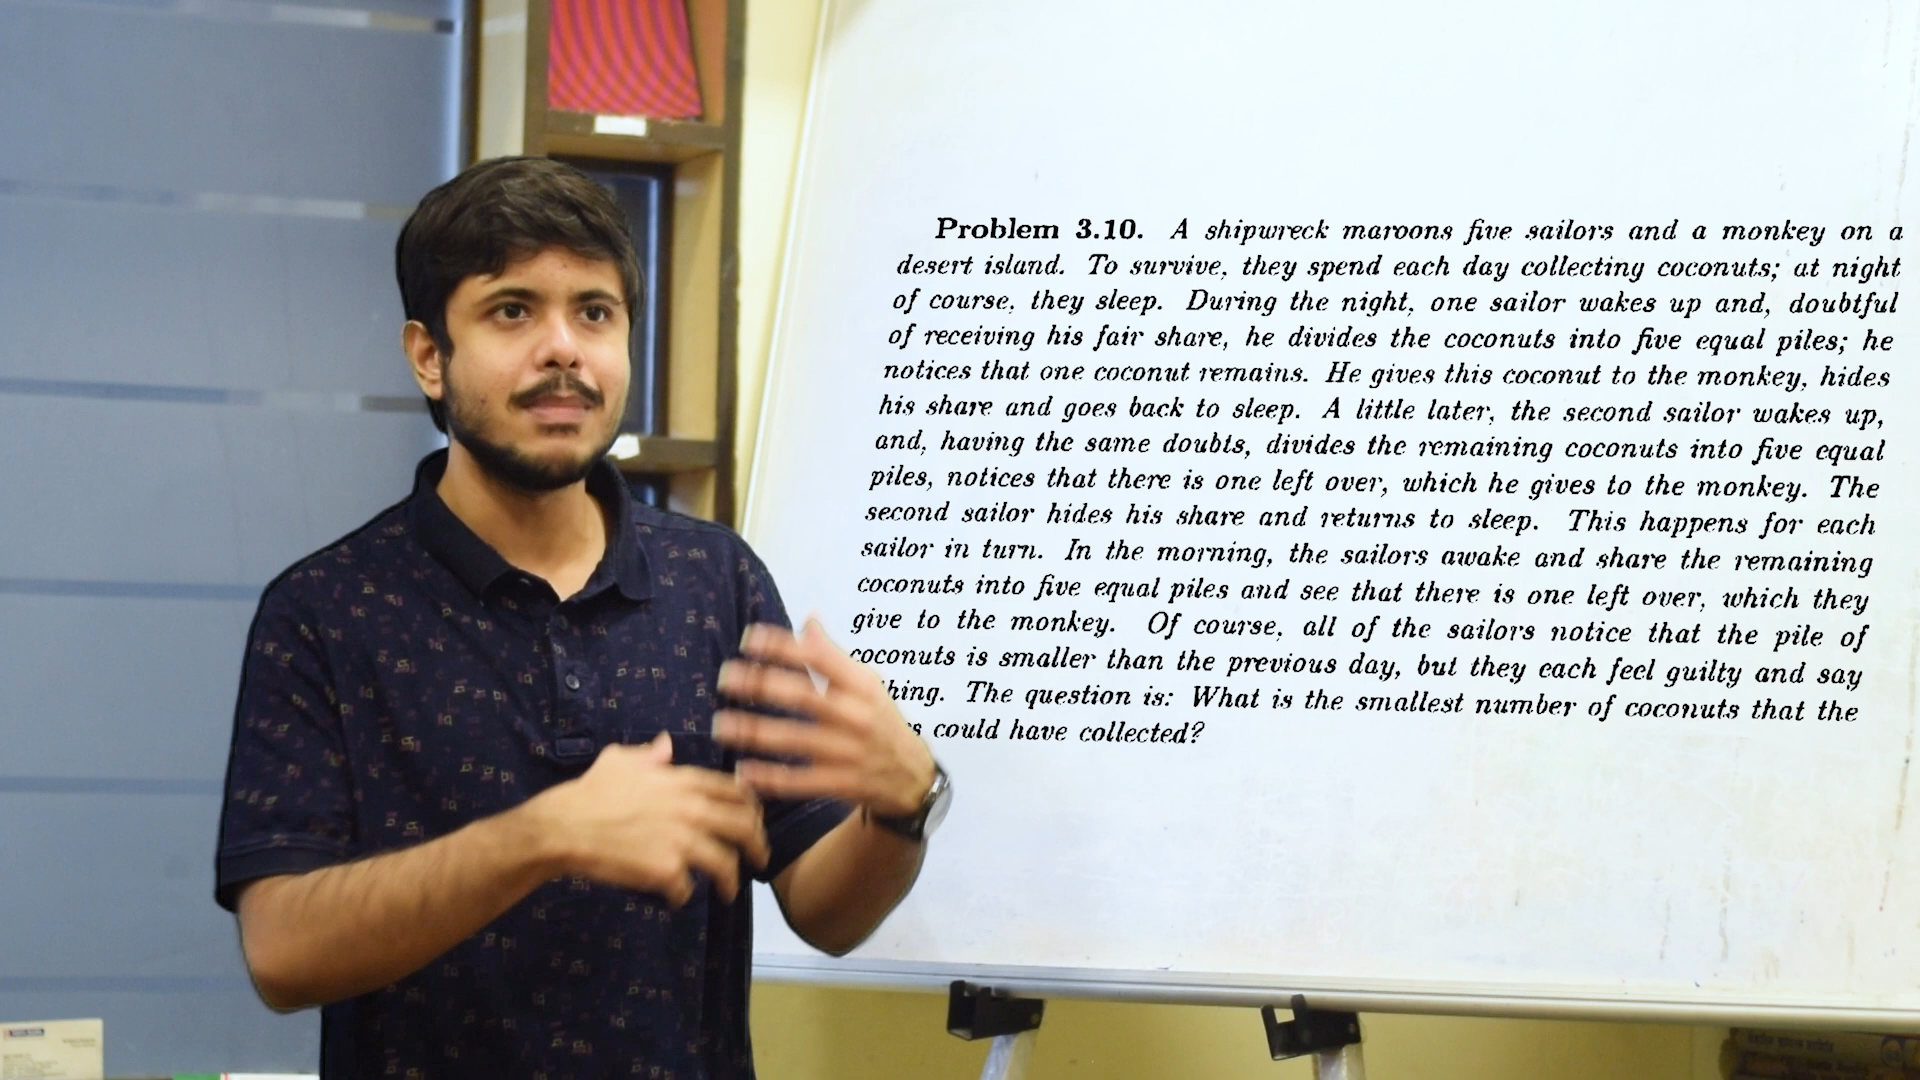 Problem 3.10. A shipwreck maroons five sailors and a monkey on a
desert island. To survive, they spend each day collecting coconuts; at night
of course, they sleep. During the night, one sailor wakes up and, doubtful
of receiving his fair share, he divides the coconuts into five equal piles; he
notices that one coconut remains. He gives this coconut to the monkey, hides
his share and goes back to sleep. A little later, the second sailor wakes up,
and, having the same doubts, divides the remaining coconuts into five equal
piles, notices that there is one left over, which he gives to the monkey. The
second sailor hides his share and returns to sleep. This happens for each
sailor in turn. In the morning, the sailors awake and share the remaining
coconuts into five equal piles and see that there is one left over, which they
give to the monkey. Of course, all of the sailors notice that the pile of
coconuts is smaller than the previous day, but they each feel guilty and say
hing. The question is: What is the smallest number of coconuts that the
s could have collected?